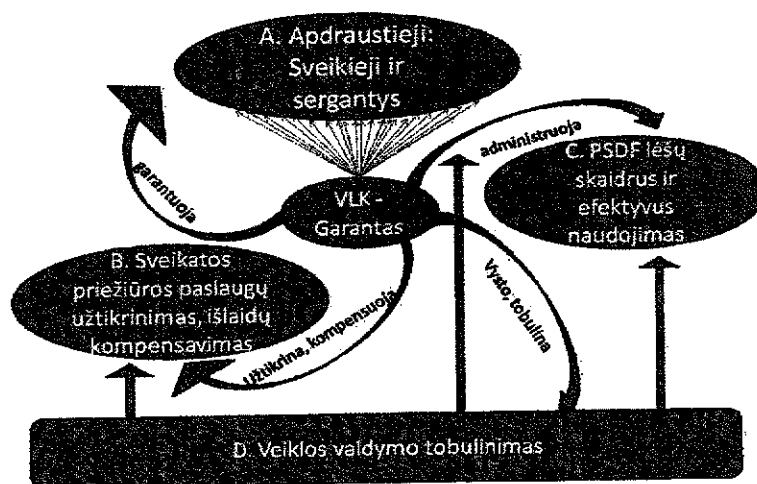 A. Apdraustieji:
Sveikieji ir
sergantys
garantuoja
administruoja
VLK -
Garantas
C. PSDF lėšų
skaidrus ir
efektyvus
naudojimas
B. Sveikatos
priežiūros paslaugų
užtikrinimas, išlaidų
kompensavimas
Užtikrina, kompensuoja
Vysto, tobulina
D. Veiklos valdymo tobulinimas